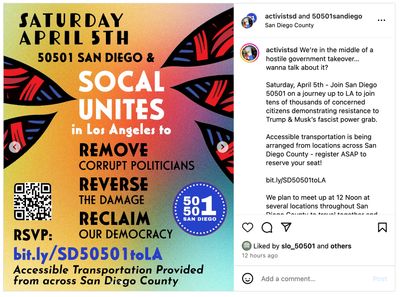 SATURDAY
APRIL 5TH
50501 SAN DIEGO &
SOCAL
UNITES
in Los Angeles to
REMOVE
CORRUPT POLITICIANS
REVERSE
THE DAMAGE
RECLAIM
OUR DEMOCRACY
50
50 1
SAN DIEGO
RSVP:
bit.ly/SD50501toLA
Accessible Transportation Provided
from across San Diego County
activistsd and 50501sandiego
San Diego County
activistsd We're in the middle of a
hostile government takeover...
wanna talk about it?
Saturday, April 5th - Join San Diego
50501 on a journey up to LA to join
tens of thousands of concerned
citizens demonstrating resistance to
Trump & Musk's fascist power grab.
Accessible transportation is being
arranged from locations across San
Diego County - register ASAP to
reserve your seat!
bit.ly/SD50501toLA
We plan to meet up at 12 Noon at
several locations throughout San
Diego County to travel together and
Liked by slo_50501 and others
12 hours ago
Add a comment...
Post